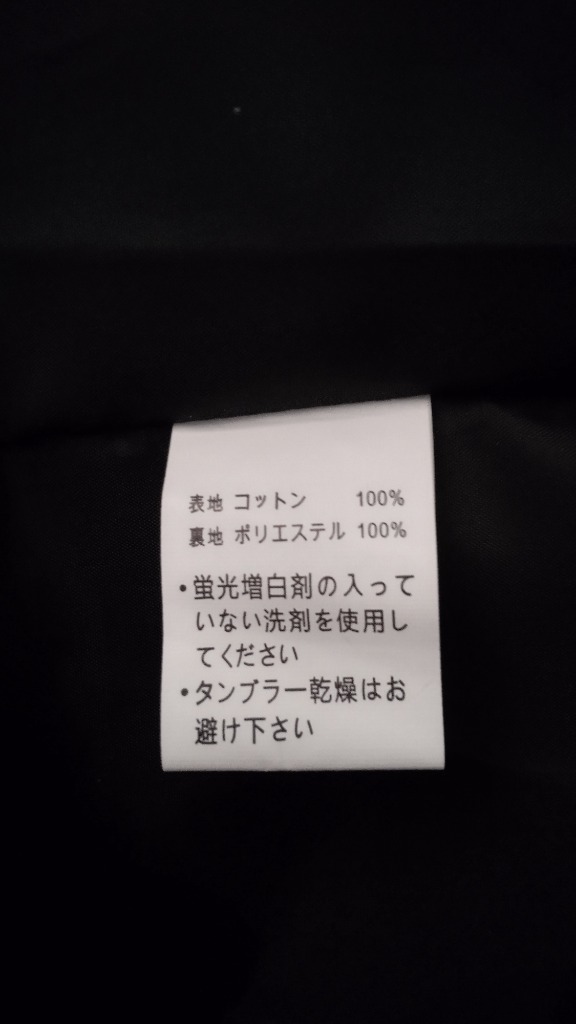 表地 コットン 100%
裏地 ポリエステル 100%
・蛍光増白剤の入って
いない洗剤を使用し
てください
・タンブラー乾燥はお
避け下さい